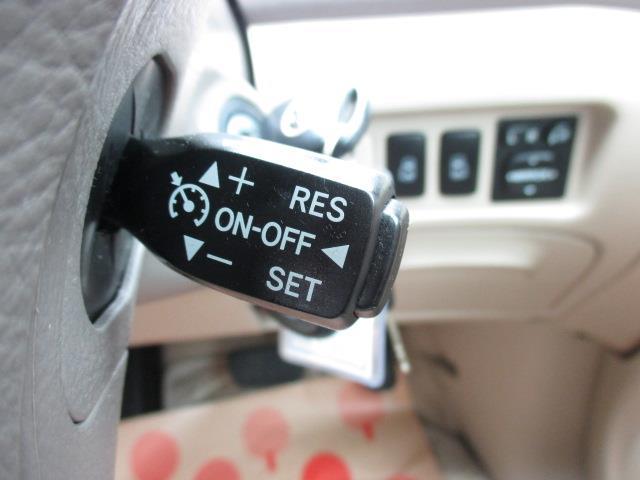 + RES
ON-OFF
- SET